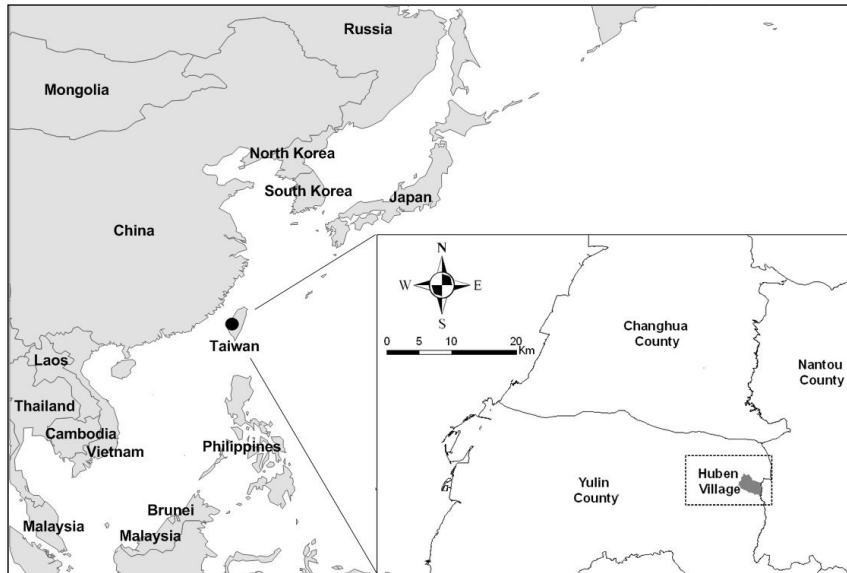 Russia
Mongolia
North Korea
South Korea
Japan
China
Taiwan
Laos
Thailand
Cambodia
Vietnam
Philippines
Brunei
Malaysia
Malaysia
N
W E
S
0 5 10 20
Km
Changhua
County
Nantou
County
Yulin
County
Huben
Village